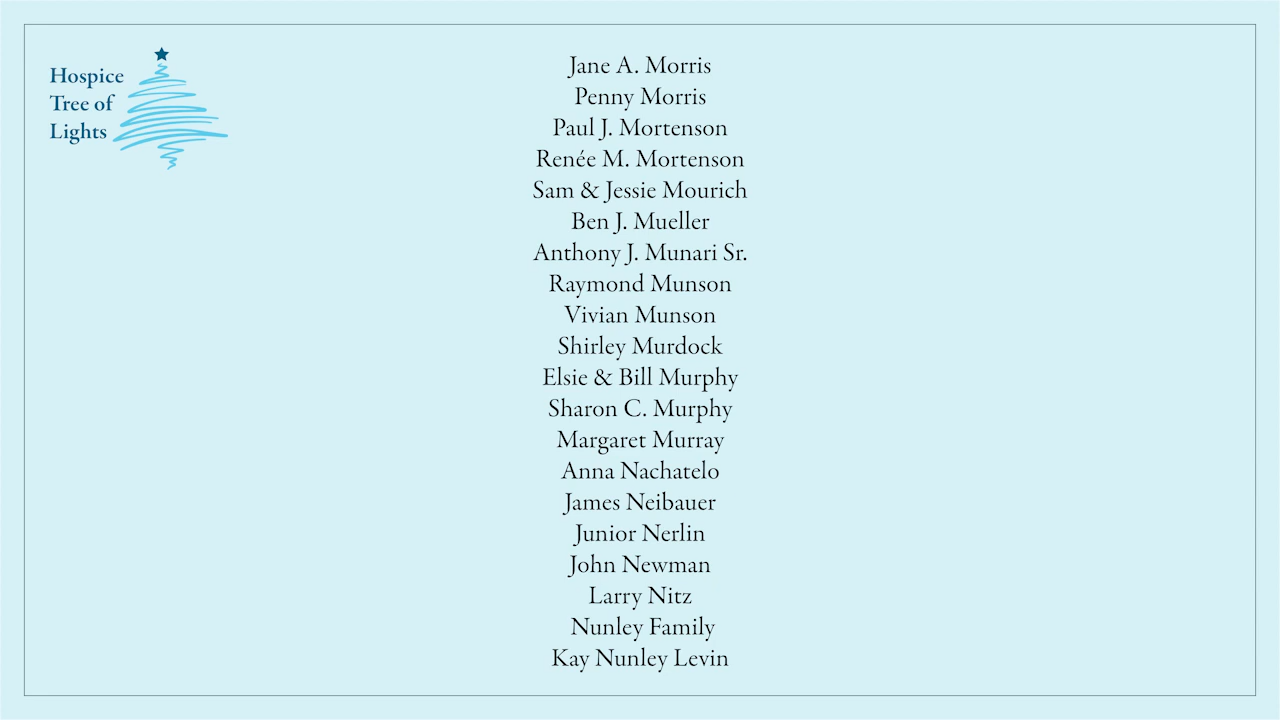 Hospice
Tree of
Lights
Jane A. Morris
Penny Morris
Paul J. Mortenson
Renée M. Mortenson
Sam & Jessie Mourich
Ben J. Mueller
Anthony J. Munari Sr.
Raymond Munson
Vivian Munson
Shirley Murdock
Elsie & Bill Murphy
Sharon C. Murphy
Margaret Murray
Anna Nachatelo
James Neibauer
Junior Nerlin
John Newman
Larry Nitz
Nunley Family
Kay Nunley Levin